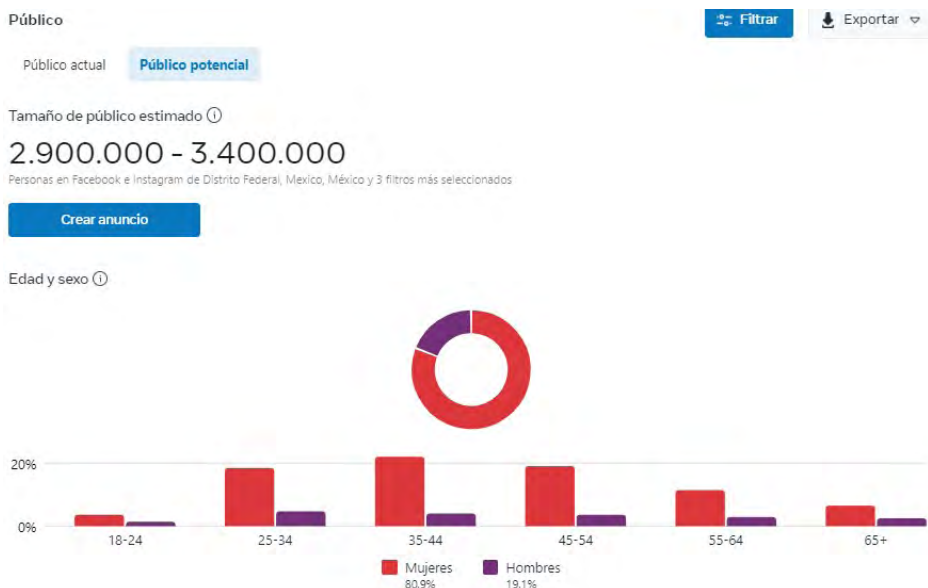 Público
Filtrar
Exportar
Público actual
Público potencial
Tamaño de público estimado
2.900.000 - 3.400.000
Personas en Facebook e Instagram de Distrito Federal, Mexico, México y 3 filtros más seleccionados
Crear anuncio
Edad y sexo
20%
0%
18-24
25-34
35-44
45-54
55-64
65+
Mujeres
80.9%
Hombres
19.1%